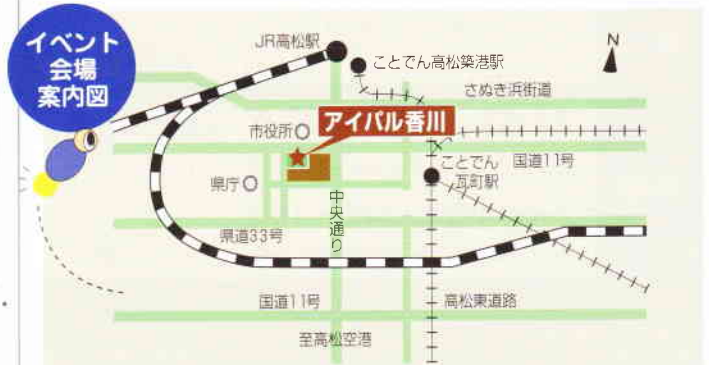 イベント
会場
案内図
JR高松駅
N
ことでん高松築港駅
さぬき浜街道
市役所
アイパル香川
ことでん
瓦町駅
国道11号
県庁
中央通り
県道33号
国道11号
高松東道路
至高松空港